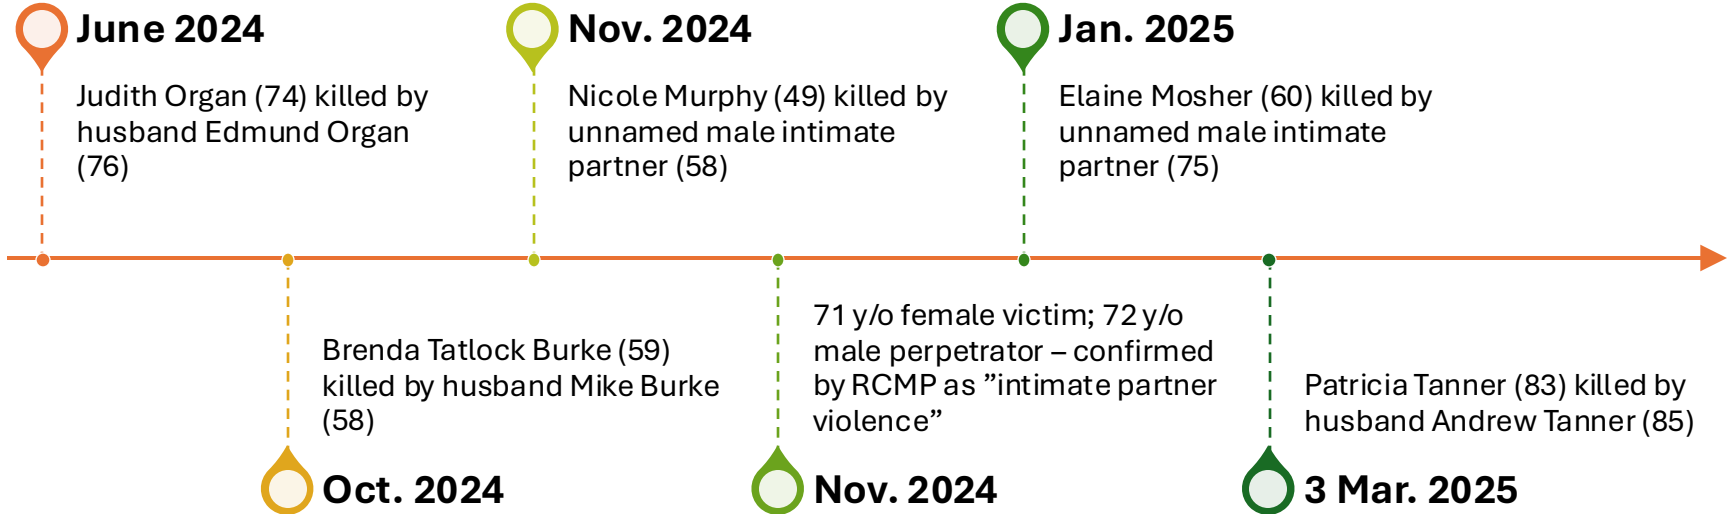 June 2024
Judith Organ (74) killed by
husband Edmund Organ
(76)
Brenda Tatlock Burke (59)
killed by husband Mike Burke
(58)
Oct. 2024
Nov. 2024
Nicole Murphy (49) killed by
unnamed male intimate
partner (58)
71 y/o female victim; 72 y/o
male perpetrator – confirmed
by RCMP as ”intimate partner
violence”
Nov. 2024
Jan. 2025
Elaine Mosher (60) killed by
unnamed male intimate
partner (75)
Patricia Tanner (83) killed by
husband Andrew Tanner (85)
3 Mar. 2025